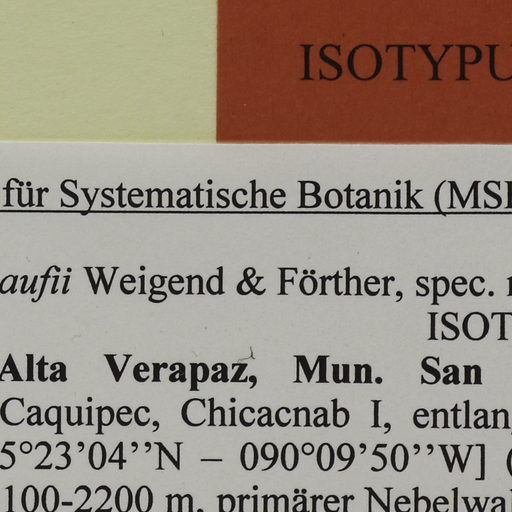 ISOTYPU
für Systematische Botanik (MSB
aufii Weigend & Förther, spec.
ISOT
Alta Verapaz, Mun. San
Caquipec, Chicacnab I, entlan
5°23’04’’N – 090°09’50’’W] (
100-2200 m, primärer Nebelwa